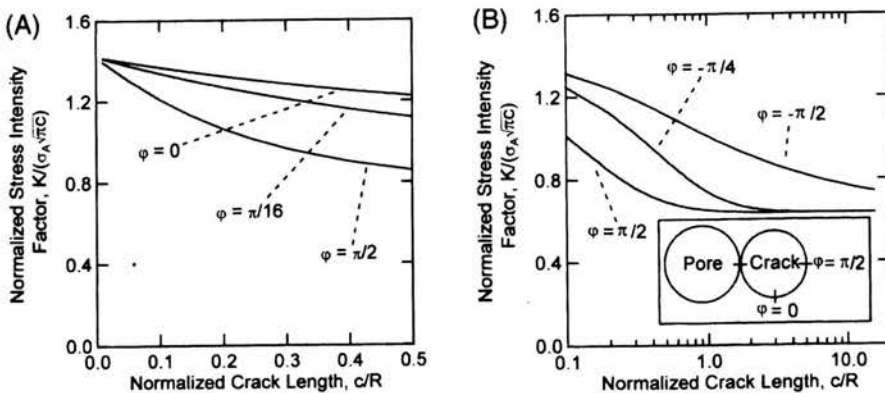 (A)
1.6
1.2
0.8
0.4
0.0
Normalized Stress Intensity
Factor, K/(σ_A√πC)
φ = 0
φ = π/16
φ = π/2
0.0 0.1 0.2 0.3 0.4 0.5
Normalized Crack Length, c/R
(B)
1.6
1.2
0.8
0.4
0.0
Normalized Stress Intensity
Factor, K/(σ_A√πC)
φ = -π/4
φ = -π/2
φ = π/2
Pore
Crack
φ = π/2
φ = 0
0.1 1.0 10.0
Normalized Crack Length, c/R